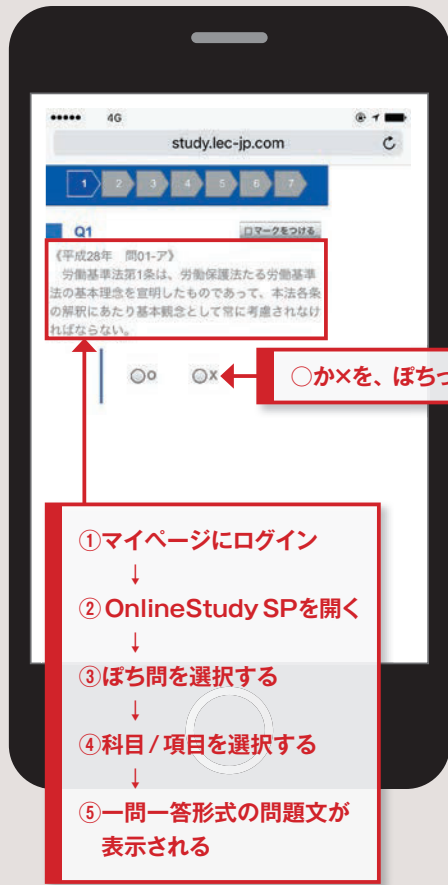 4G
study.lec-jp.com
1 2 3 4 5 6 7
Q1
□マークをつける
《平成28年　問01-ア》
労働基準法第1条は、労働保護法たる労働基準
法の基本理念を宣明したものであって、本法各条
の解釈にあたり基本観念として常に考慮されなけ
ればならない。
○ ×
○か×を、ぽちっ
①マイページにログイン
↓
②OnlineStudy SPを開く
↓
③ぽち問を選択する
↓
④科目/項目を選択する
↓
⑤一問一答形式の問題文が
表示される